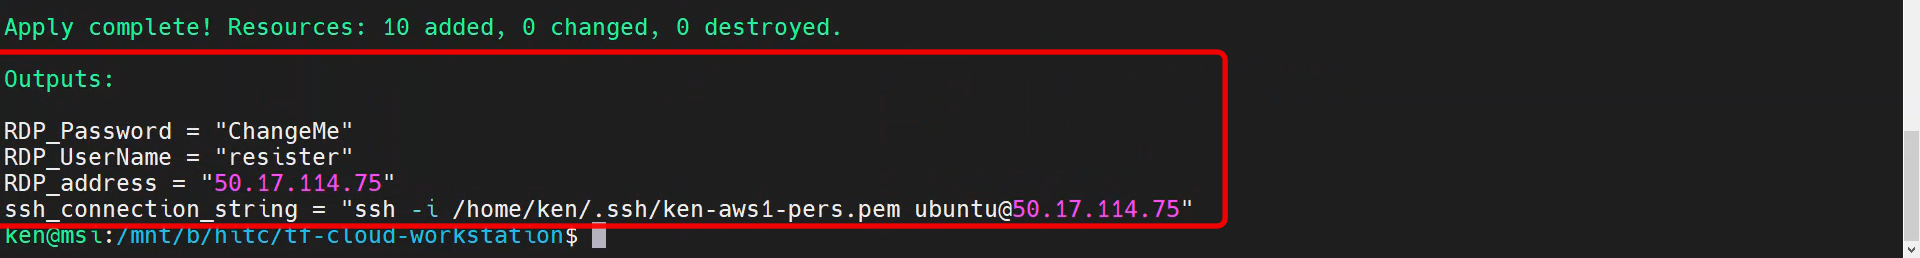 Apply complete! Resources: 10 added, 0 changed, 0 destroyed.
Outputs:
RDP_Password = "ChangeMe"
RDP_UserName = "resister"
RDP_address = "50.17.114.75"
ssh_connection_string = "ssh -i /home/ken/.ssh/ken-aws1-pers.pem ubuntu@50.17.114.75"
ken@msi:/mnt/b/hitc/tf-cloud-workstation$